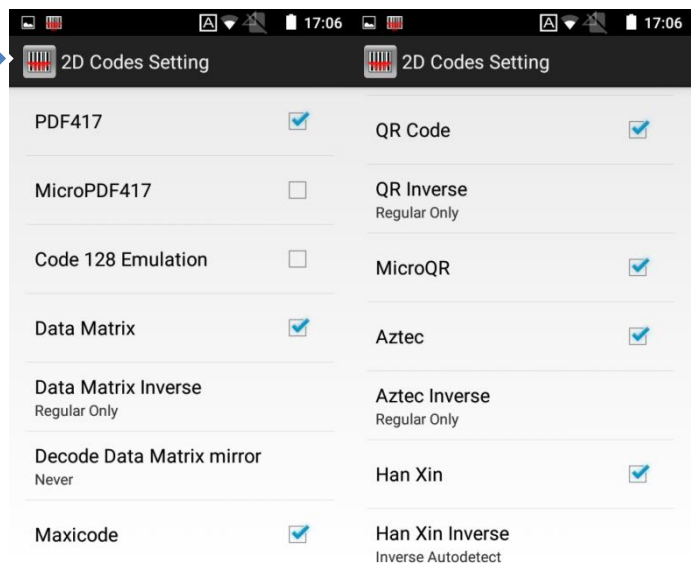 A 17:06
2D Codes Setting
PDF417
MicroPDF417
Code 128 Emulation
Data Matrix
Data Matrix Inverse
Regular Only
Decode Data Matrix mirror
Never
Maxicode
A 17:06
2D Codes Setting
QR Code
QR Inverse
Regular Only
MicroQR
Aztec
Aztec Inverse
Regular Only
Han Xin
Han Xin Inverse
Inverse Autodetect